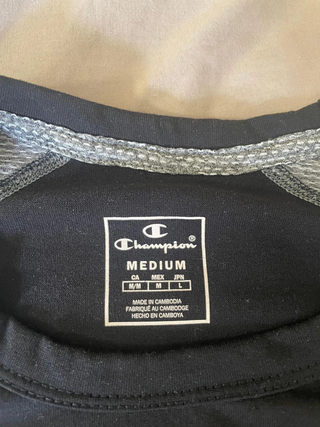 Champion®
MEDIUM
CA MEX JPN
M/M M L
MADE IN CAMBODIA
FABRIQUÉ AU CAMBODGE
HECHO EN CAMBOYA